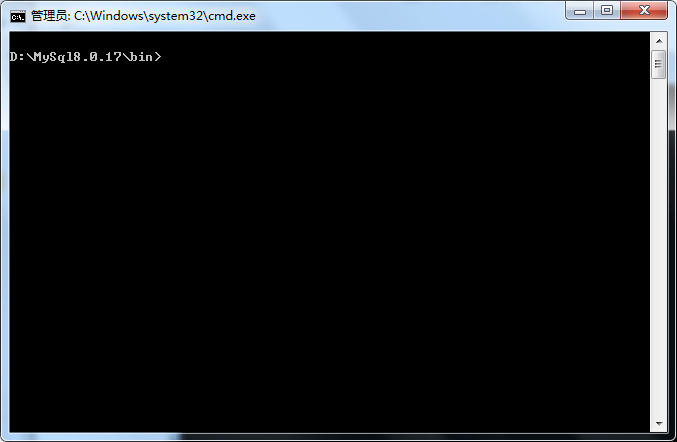 管理员: C:\Windows\system32\cmd.exe
D:\MySql8.0.17\bin>